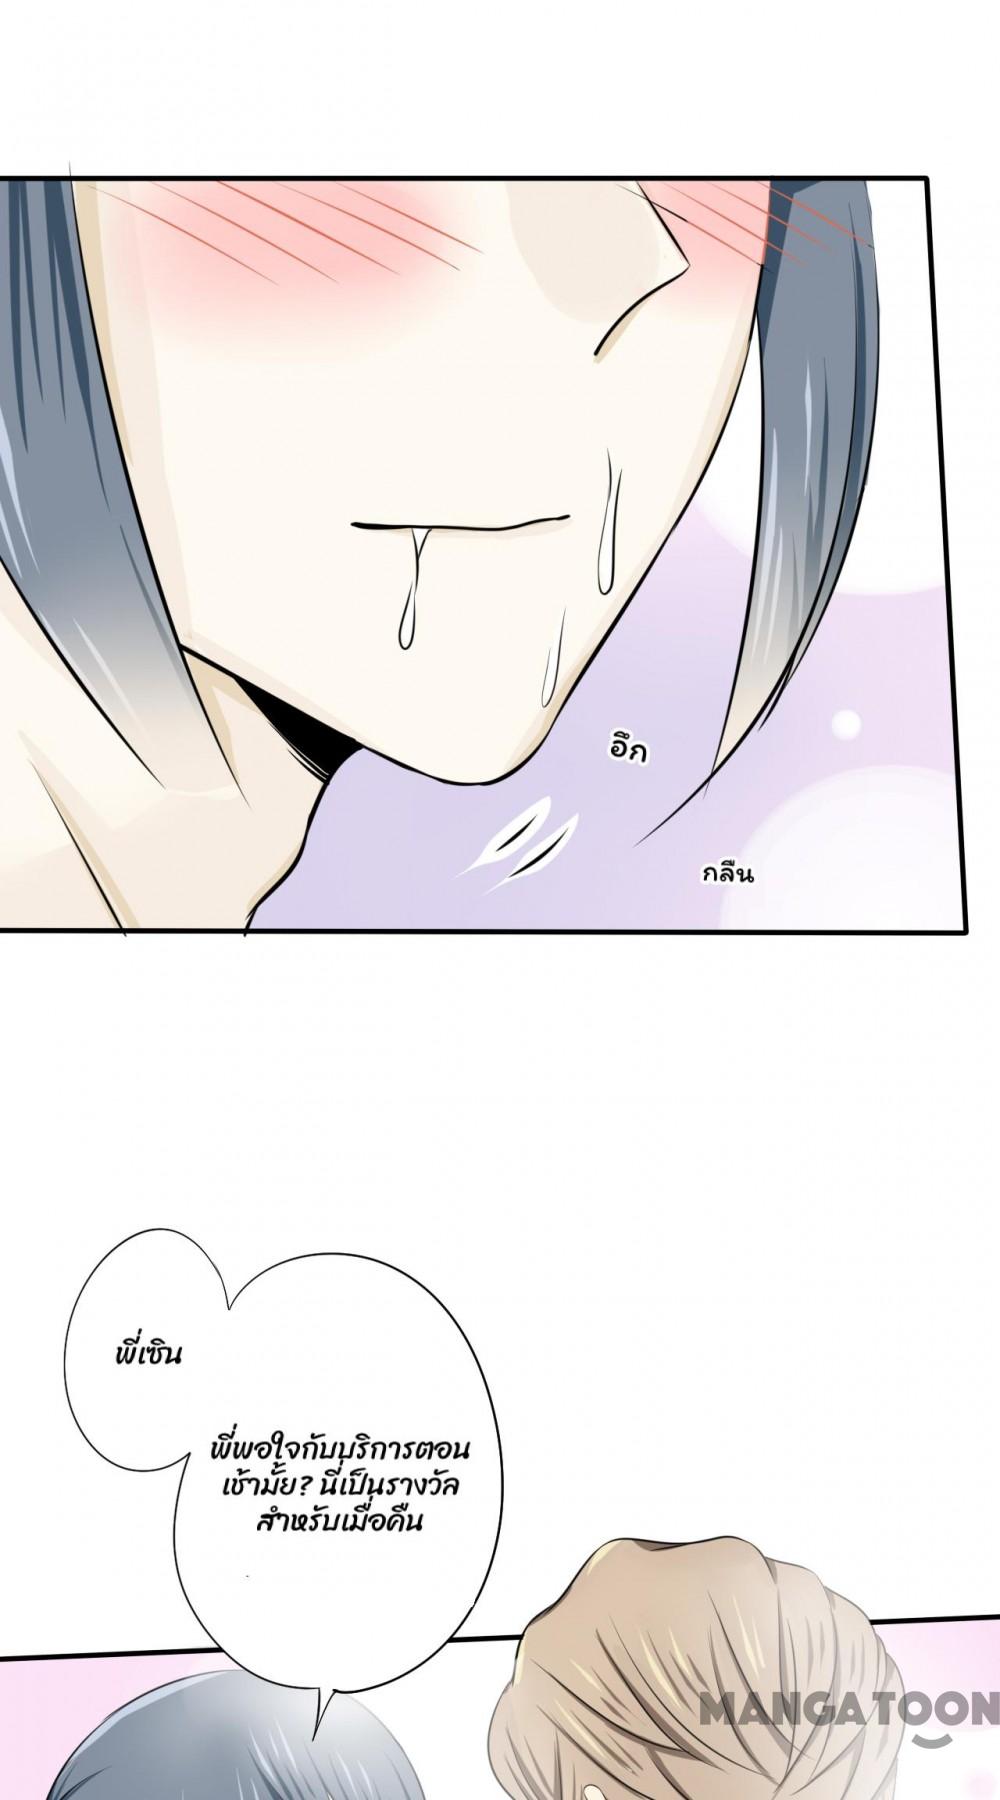 อึก
กลืน
พี่เซิน
พี่พอใจกับบริการตอน
เช้ามั้ย? นี่เป็นรางวัล
สำหรับเมื่อคืน
MANGATOON